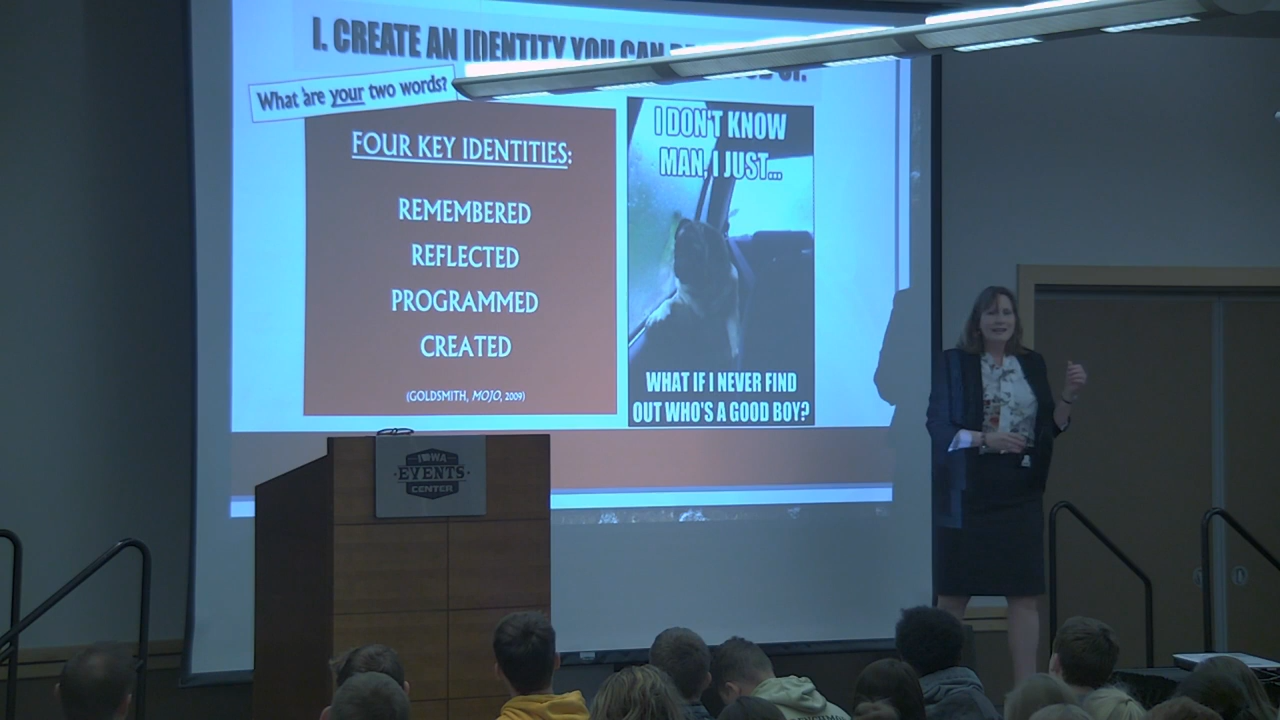 I. CREATE AN IDENTITY YOU CAN
What are your two words?
FOUR KEY IDENTITIES:
REMEMBERED
REFLECTED
PROGRAMMED
CREATED
(GOLDSMITH, MOJO, 2009)
I DON'T KNOW
MAN, I JUST...
WHAT IF I NEVER FIND
OUT WHO'S A GOOD BOY?
IOWA
EVENTS
CENTER